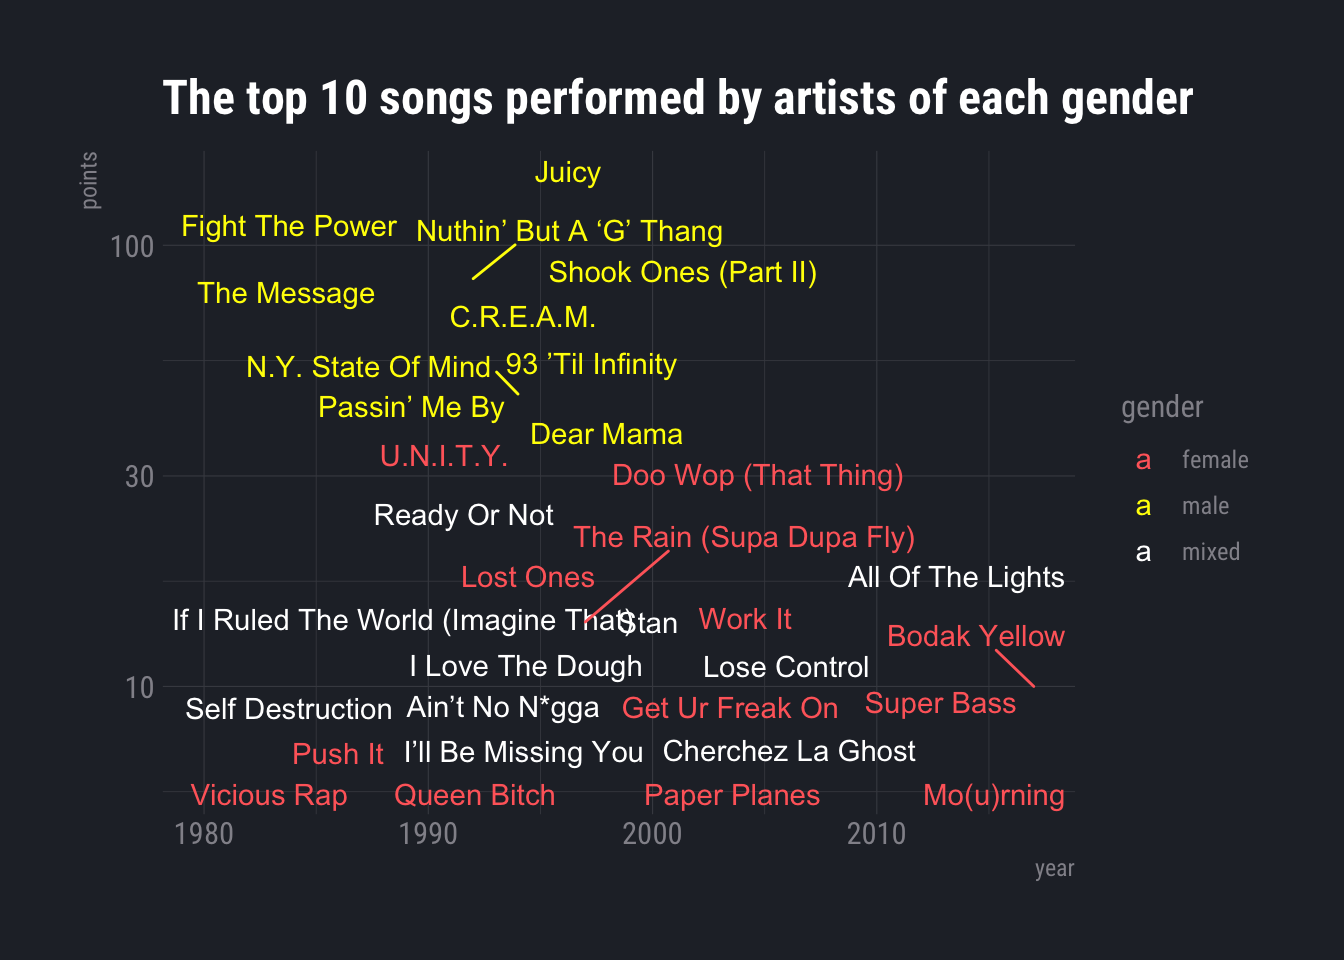 The top 10 songs performed by artists of each gender
points
Juicy
Fight The Power
Nuthin’ But A ‘G’ Thang
100
Shook Ones (Part II)
The Message
C.R.E.A.M.
N.Y. State Of Mind
93 ’Til Infinity
Passin’ Me By
gender
Dear Mama
U.N.I.T.Y.
a female
30
Doo Wop (That Thing)
a male
Ready Or Not
The Rain (Supa Dupa Fly)
a mixed
Lost Ones
All Of The Lights
If I Ruled The World (Imagine That)
Stan
Work It
Bodak Yellow
I Love The Dough
Lose Control
10
Self Destruction
Ain’t No N*gga
Get Ur Freak On
Super Bass
Push It
I’ll Be Missing You
Cherchez La Ghost
Vicious Rap
Queen Bitch
Paper Planes
Mo(u)rning
1980 1990 2000 2010
year